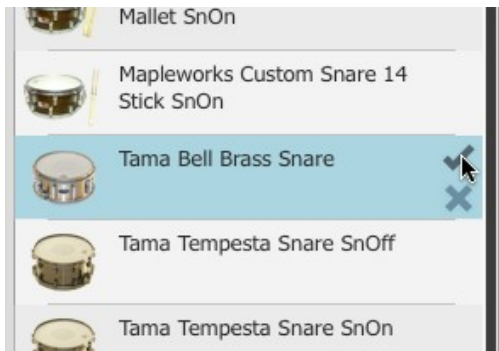 Mallet SnOn
Mapleworks Custom Snare 14
Stick SnOn
Tama Bell Brass Snare
Tama Tempesta Snare SnOff
Tama Tempesta Snare SnOn